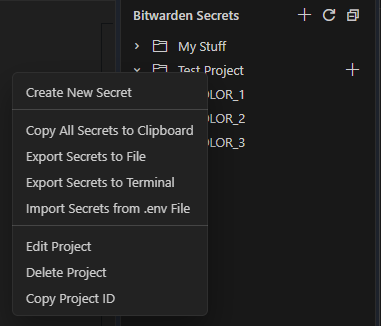 Bitwarden Secrets
My Stuff
Test Project
OLOR_1
OLOR_2
OLOR_3
Create New Secret
Copy All Secrets to Clipboard
Export Secrets to File
Export Secrets to Terminal
Import Secrets from .env File
Edit Project
Delete Project
Copy Project ID